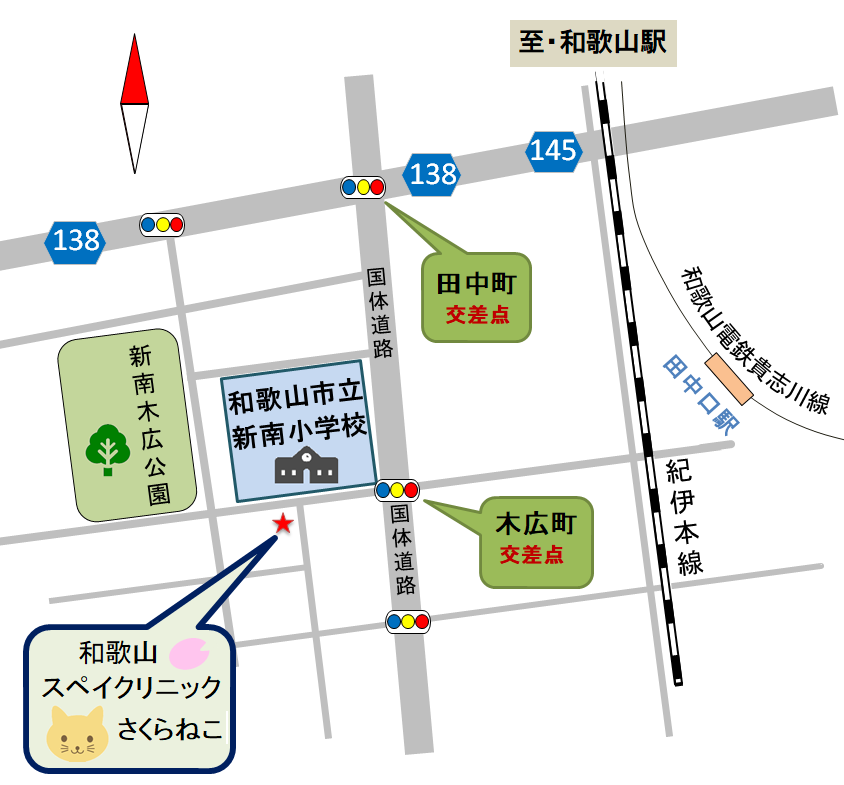 至・和歌山駅
145
138
138
国体道路
田中町
交差点
和歌山電鉄貴志川線
田中口駅
新南木広公園
和歌山市立
新南小学校
紀伊本線
国体道路
木広町
交差点
和歌山
スペイクリニック
さくらねこ